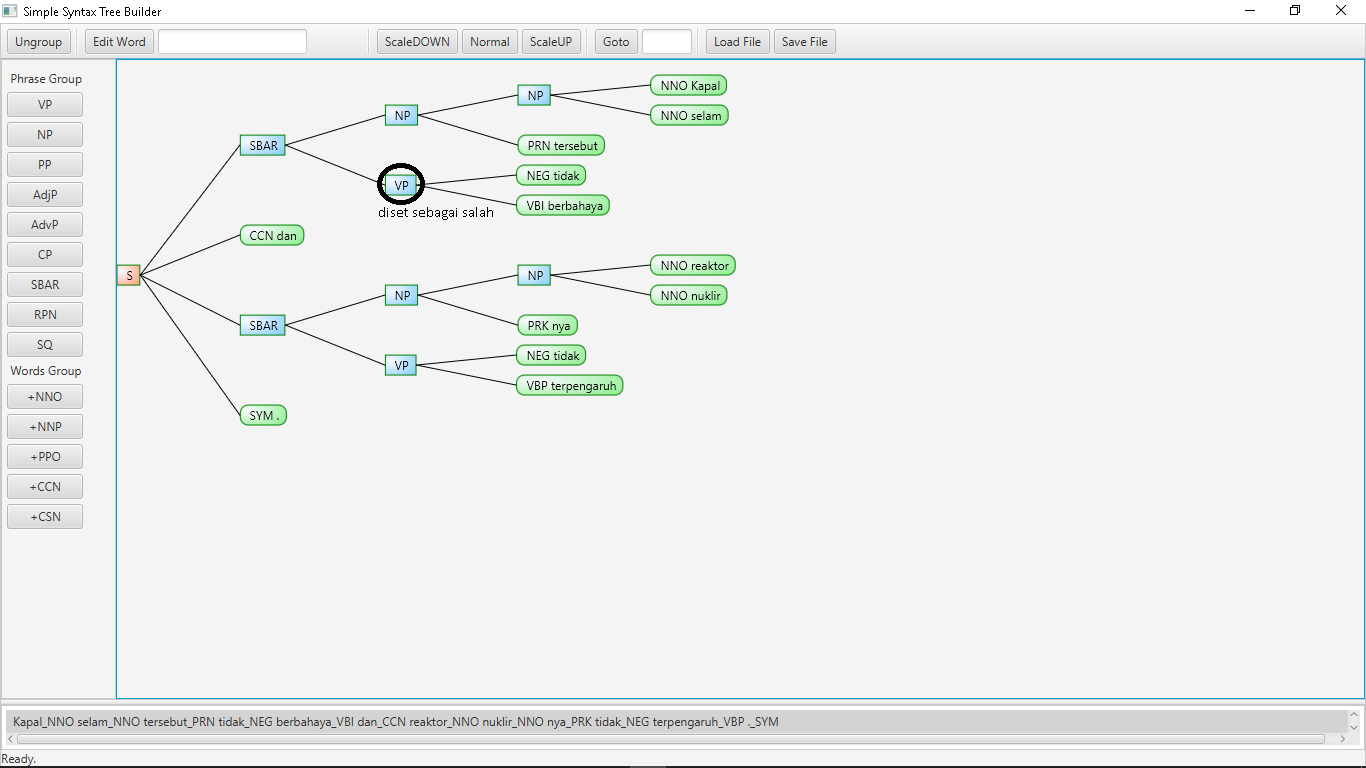 Simple Syntax Tree Builder
Ungroup Edit Word ScaleDOWN Normal ScaleUP Goto Load File Save File
Phrase Group
VP
NP
PP
AdjP
AdvP
CP
SBAR
RPN
SQ
Words Group
+NNO
+NNP
+PPO
+CCN
+CSN
S
SBAR
NP
NP
NNO Kapal
NNO selam
PRN tersebut
VP
diset sebagai salah
NEG tidak
VBI berbahaya
CCN dan
SBAR
NP
NP
NNO reaktor
NNO nuklir
PRK nya
VP
NEG tidak
VBP terpengaruh
SYM .
Kapal_NNO selam_NNO tersebut_PRN tidak_NEG berbahaya_VBI dan_CCN reaktor_NNO nuklir_NNO nya_PRK tidak_NEG terpengaruh_VBP ._SYM
Ready.